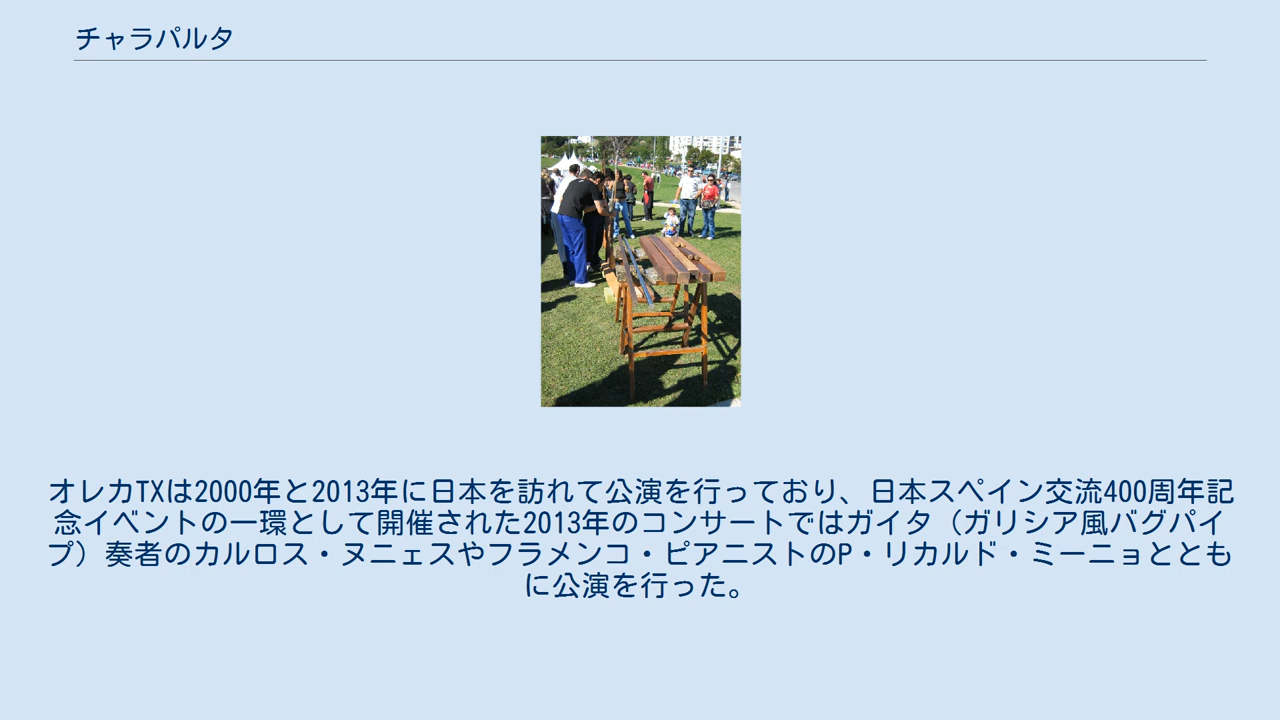 チャラパルタ
オレカTXは2000年と2013年に日本を訪れて公演を行っており、日本スペイン交流400周年記
念イベントの一環として開催された2013年のコンサートではガイタ（ガリシア風バグパイ
プ）奏者のカルロス・ヌニェスやフラメンコ・ピアニストのP・リカルド・ミーニョととも
に公演を行った。